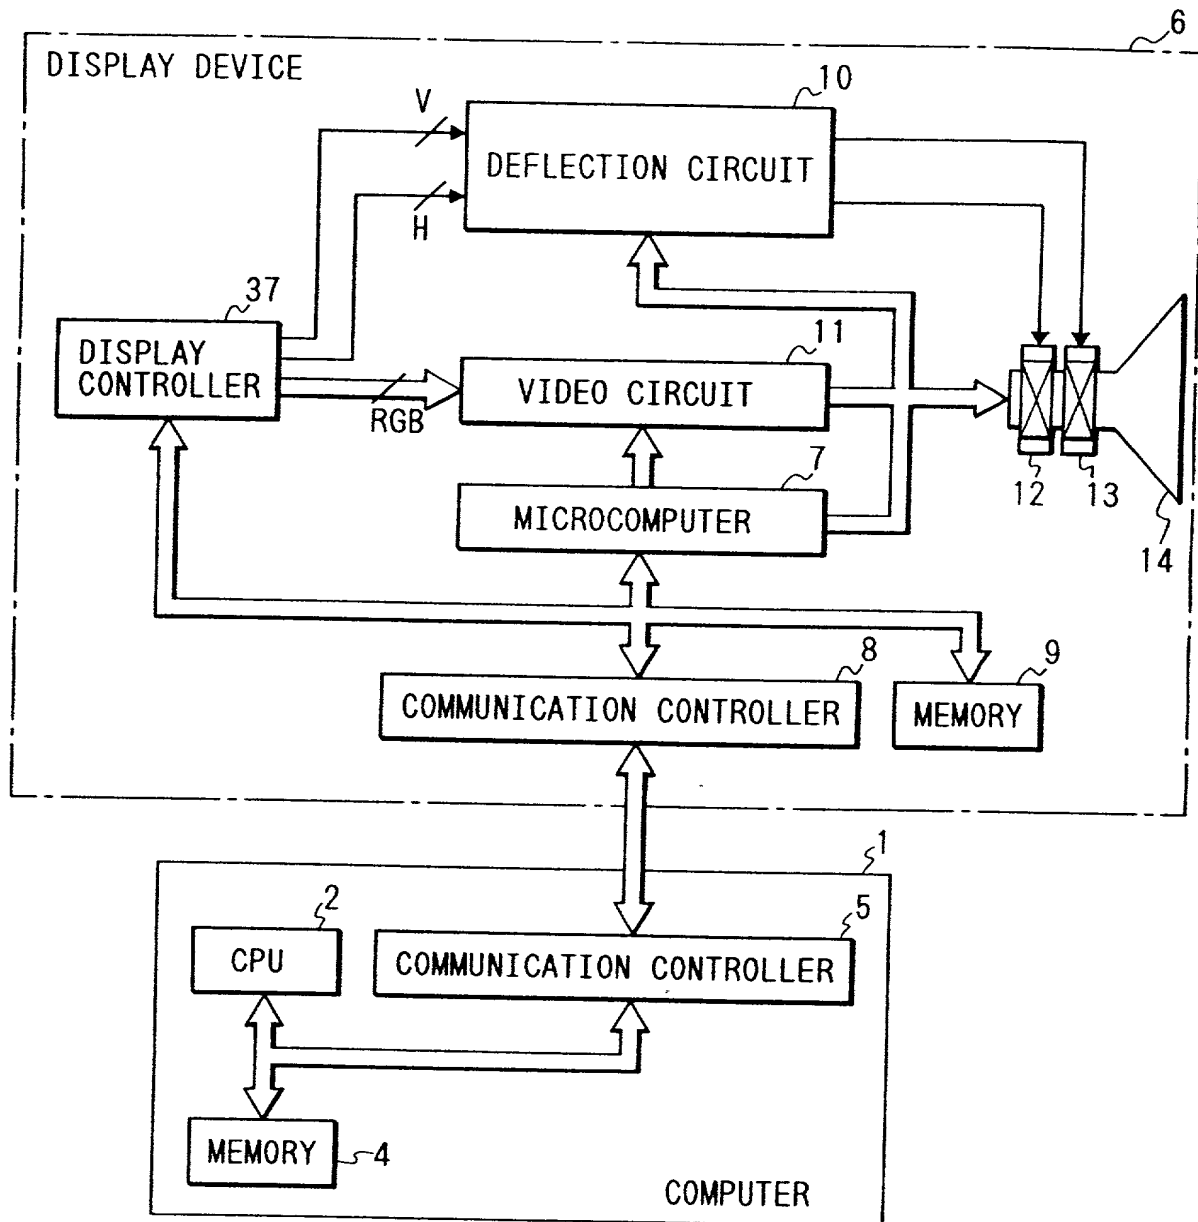 6
DISPLAY DEVICE
10
V
DEFLECTION CIRCUIT
H
37
11
DISPLAY
CONTROLLER
VIDEO CIRCUIT
RGB
7
12
13
MICROCOMPUTER
14
8
9
COMMUNICATION CONTROLLER
MEMORY
1
2
5
CPU
COMMUNICATION CONTROLLER
MEMORY
4
COMPUTER